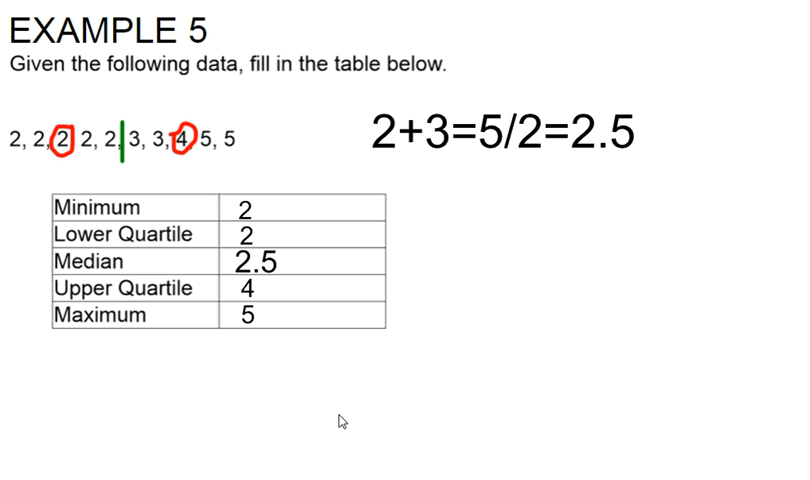 EXAMPLE 5
Given the following data, fill in the table below.
2, 2, 2, 2, 2, 3, 3, 4, 5, 5
2+3=5/2=2.5
Minimum 2
Lower Quartile 2
Median 2.5
Upper Quartile 4
Maximum 5